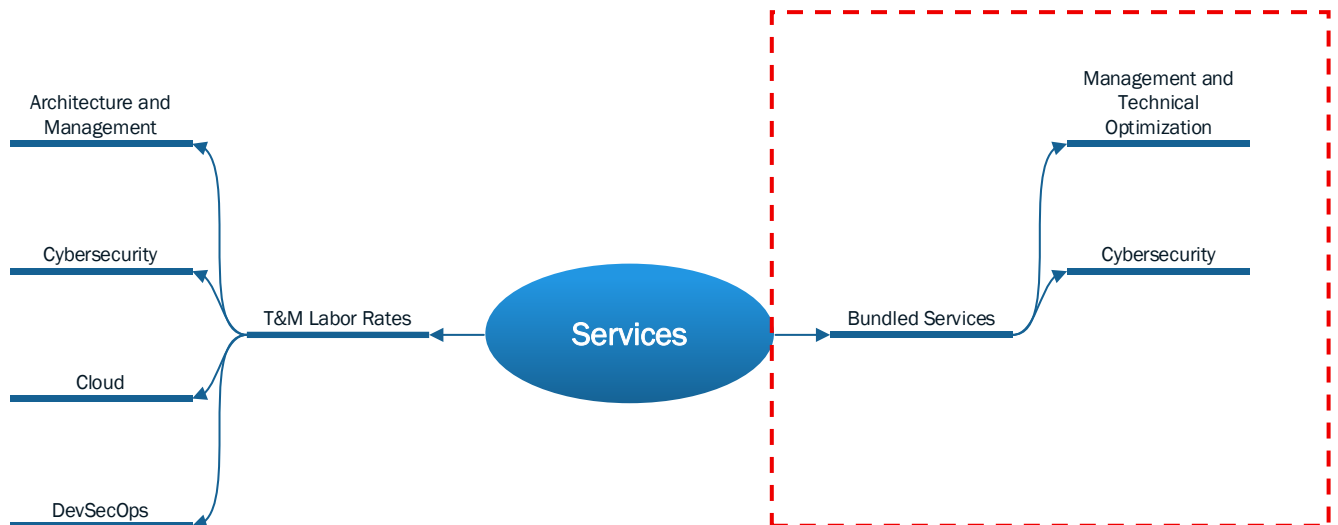 Architecture and
Management
Cybersecurity
T&M Labor Rates
Cloud
DevSecOps
Services
Bundled Services
Management and
Technical
Optimization
Cybersecurity